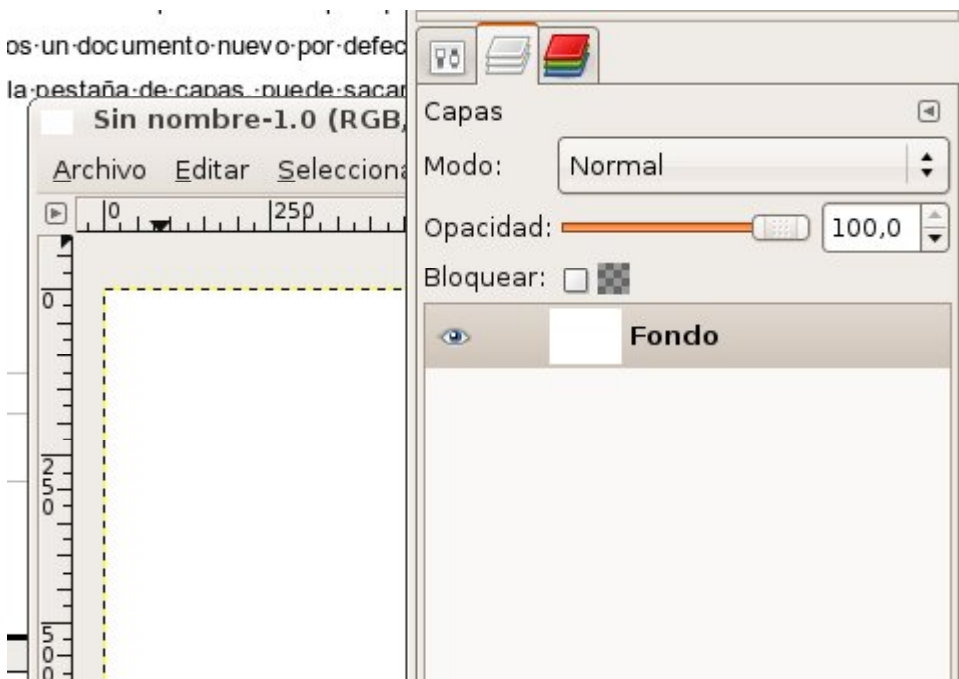 os·un·documento·nuevo·por·defec
la·pestaña·de·capas,·puede·sacar
Sin nombre-1.0 (RGB,
Archivo Editar Selecciona
0 250
0
250
500
Capas
Modo: Normal
Opacidad: 100,0
Bloquear:
Fondo